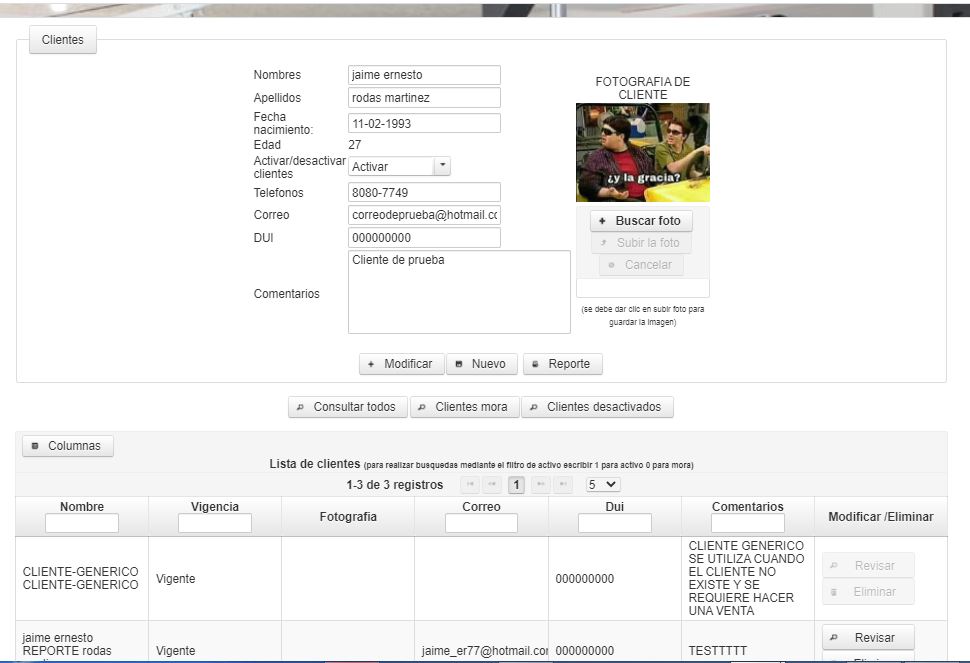 Clientes
Nombres
jaime ernesto
Apellidos
rodas martinez
Fecha
nacimiento:
11-02-1993
Edad
27
Activar/desactivar
clientes
Activar
Telefonos
8080-7749
Correo
correodeprueba@hotmail.cc
DUI
000000000
Comentarios
Cliente de prueba
FOTOGRAFIA DE
CLIENTE
¿y la gracia?
Buscar foto
Subir la foto
Cancelar
(se debe dar clic en subir foto para
guardar la imagen)
Modificar
Nuevo
Reporte
Consultar todos
Clientes mora
Clientes desactivados
Columnas
Lista de clientes (para realizar busquedas mediante el filtro de activo escribir 1 para activo 0 para mora)
1-3 de 3 registros
1
5
Nombre
Vigencia
Fotografia
Correo
Dui
Comentarios
Modificar /Eliminar
CLIENTE-GENERICO
CLIENTE-GENERICO
Vigente
000000000
CLIENTE GENERICO
SE UTILIZA CUANDO
EL CLIENTE NO
EXISTE Y SE
REQUIERE HACER
UNA VENTA
Revisar
Eliminar
jaime ernesto
REPORTE rodas
Vigente
jaime_er77@hotmail.cor
000000000
TESTTTTT
Revisar